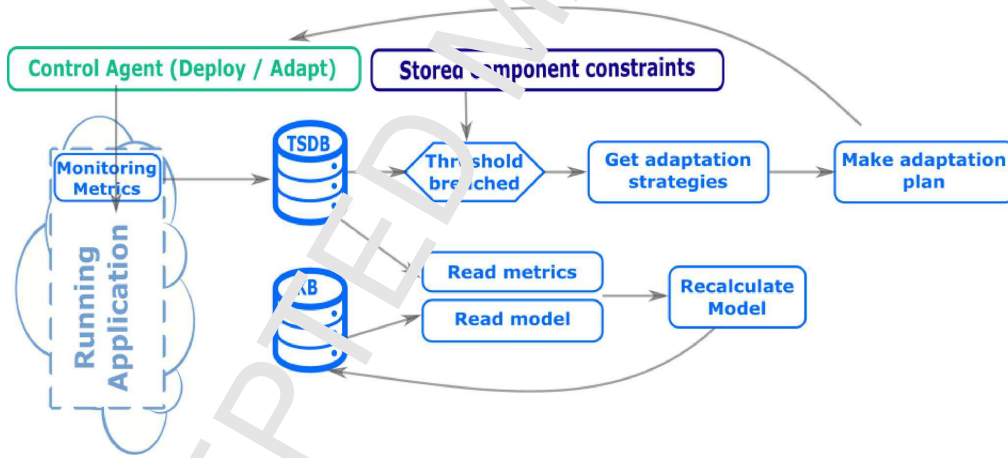 Control Agent (Deploy / Adapt)
Stored component constraints
Monitoring
Metrics
TSDB
Threshold
breached
Get adaptation
strategies
Make adaptation
plan
Running
Application
Read metrics
Read model
Recalculate
Model